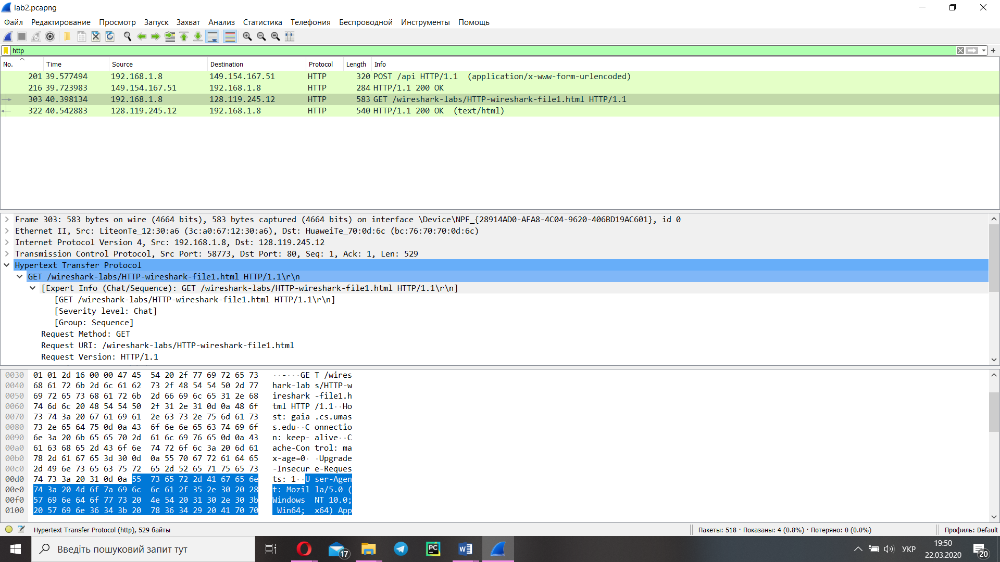 lab2.pcapng
Файл Редактирование Просмотр Запуск Захват Анализ Статистика Телефония Беспроводной Инструменты Помощь
http
No. Time Source Destination Protocol Length Info
201 39.577494 192.168.1.8 149.154.167.51 HTTP 320 POST /api HTTP/1.1 (application/x-www-form-urlencoded)
216 39.723983 149.154.167.51 192.168.1.8 HTTP 284 HTTP/1.1 200 OK
303 40.398134 192.168.1.8 128.119.245.12 HTTP 583 GET /wireshark-labs/HTTP-wireshark-file1.html HTTP/1.1
322 40.542883 128.119.245.12 192.168.1.8 HTTP 540 HTTP/1.1 200 OK (text/html)
Frame 303: 583 bytes on wire (4664 bits), 583 bytes captured (4664 bits) on interface \Device\NPF_{28914AD0-AFA8-4C04-9620-406BD19AC601}, id 0
Ethernet II, Src: LiteonTe_12:30:a6 (3c:a0:67:12:30:a6), Dst: HuaweiTe_70:0d:6c (bc:76:70:70:0d:6c)
Internet Protocol Version 4, Src: 192.168.1.8, Dst: 128.119.245.12
Transmission Control Protocol, Src Port: 58773, Dst Port: 80, Seq: 1, Ack: 1, Len: 529
Hypertext Transfer Protocol
GET /wireshark-labs/HTTP-wireshark-file1.html HTTP/1.1\r\n
[Expert Info (Chat/Sequence): GET /wireshark-labs/HTTP-wireshark-file1.html HTTP/1.1\r\n]
[GET /wireshark-labs/HTTP-wireshark-file1.html HTTP/1.1\r\n]
[Severity level: Chat]
[Group: Sequence]
Request Method: GET
Request URI: /wireshark-labs/HTTP-wireshark-file1.html
Request Version: HTTP/1.1
0030 01 01 2d 16 00 00 47 45 54 20 2f 77 69 72 65 73 ··-···GE T /wires
0040 68 61 72 6b 2d 6c 61 62 73 2f 48 54 54 50 2d 77 hark-lab s/HTTP-w
0050 69 72 65 73 68 61 72 6b 2d 66 69 6c 65 31 2e 68 ireshark -file1.h
0060 74 6d 6c 20 48 54 54 50 2f 31 2e 31 0d 0a 48 6f tml HTTP /1.1··Ho
0070 73 74 3a 20 67 61 69 61 2e 63 73 2e 75 6d 61 73 st: gaia .cs.umas
0080 73 2e 65 64 75 0d 0a 43 6f 6e 6e 65 63 74 69 6f s.edu··C onnectio
0090 6e 3a 20 6b 65 65 70 2d 61 6c 69 76 65 0d 0a 43 n: keep- alive··C
00a0 61 63 68 65 2d 43 6f 6e 74 72 6f 6c 3a 20 6d 61 ache-Con trol: ma
00b0 78 2d 61 67 65 3d 30 0d 0a 55 70 67 72 61 64 65 x-age=0· ·Upgrade
00c0 2d 49 6e 73 65 63 75 72 65 2d 52 65 71 75 65 73 -Insecur e-Reques
00d0 74 73 3a 20 31 0d 0a 55 73 65 72 2d 41 67 65 6e ts: 1··U ser-Agen
00e0 74 3a 20 4d 6f 7a 69 6c 6c 61 2f 35 2e 30 20 28 t: Mozil la/5.0 (
00f0 57 69 6e 64 6f 77 73 20 4e 54 20 31 30 2e 30 3b Windows NT 10.0;
0100 20 57 69 6e 36 34 3b 20 78 36 34 29 20 41 70 70 Win64; x64) App
Hypertext Transfer Protocol (http), 529 байты Пакеты: 518 · Показаны: 4 (0.8%) · Потеряно: 0 (0.0%) Профиль: Default
Введіть пошуковий запит тут 17 PC W УКР 19:50 20
22.03.2020